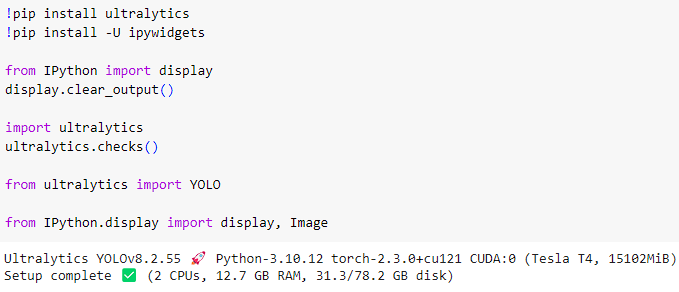 !pip install ultralytics
!pip install -U ipywidgets
from IPython import display
display.clear_output()
import ultralytics
ultralytics.checks()
from ultralytics import YOLO
from IPython.display import display, Image
Ultralytics YOLOv8.2.55 🚀 Python-3.10.12 torch-2.3.0+cu121 CUDA:0 (Tesla T4, 15102MiB)
Setup complete ✅ (2 CPUs, 12.7 GB RAM, 31.3/78.2 GB disk)